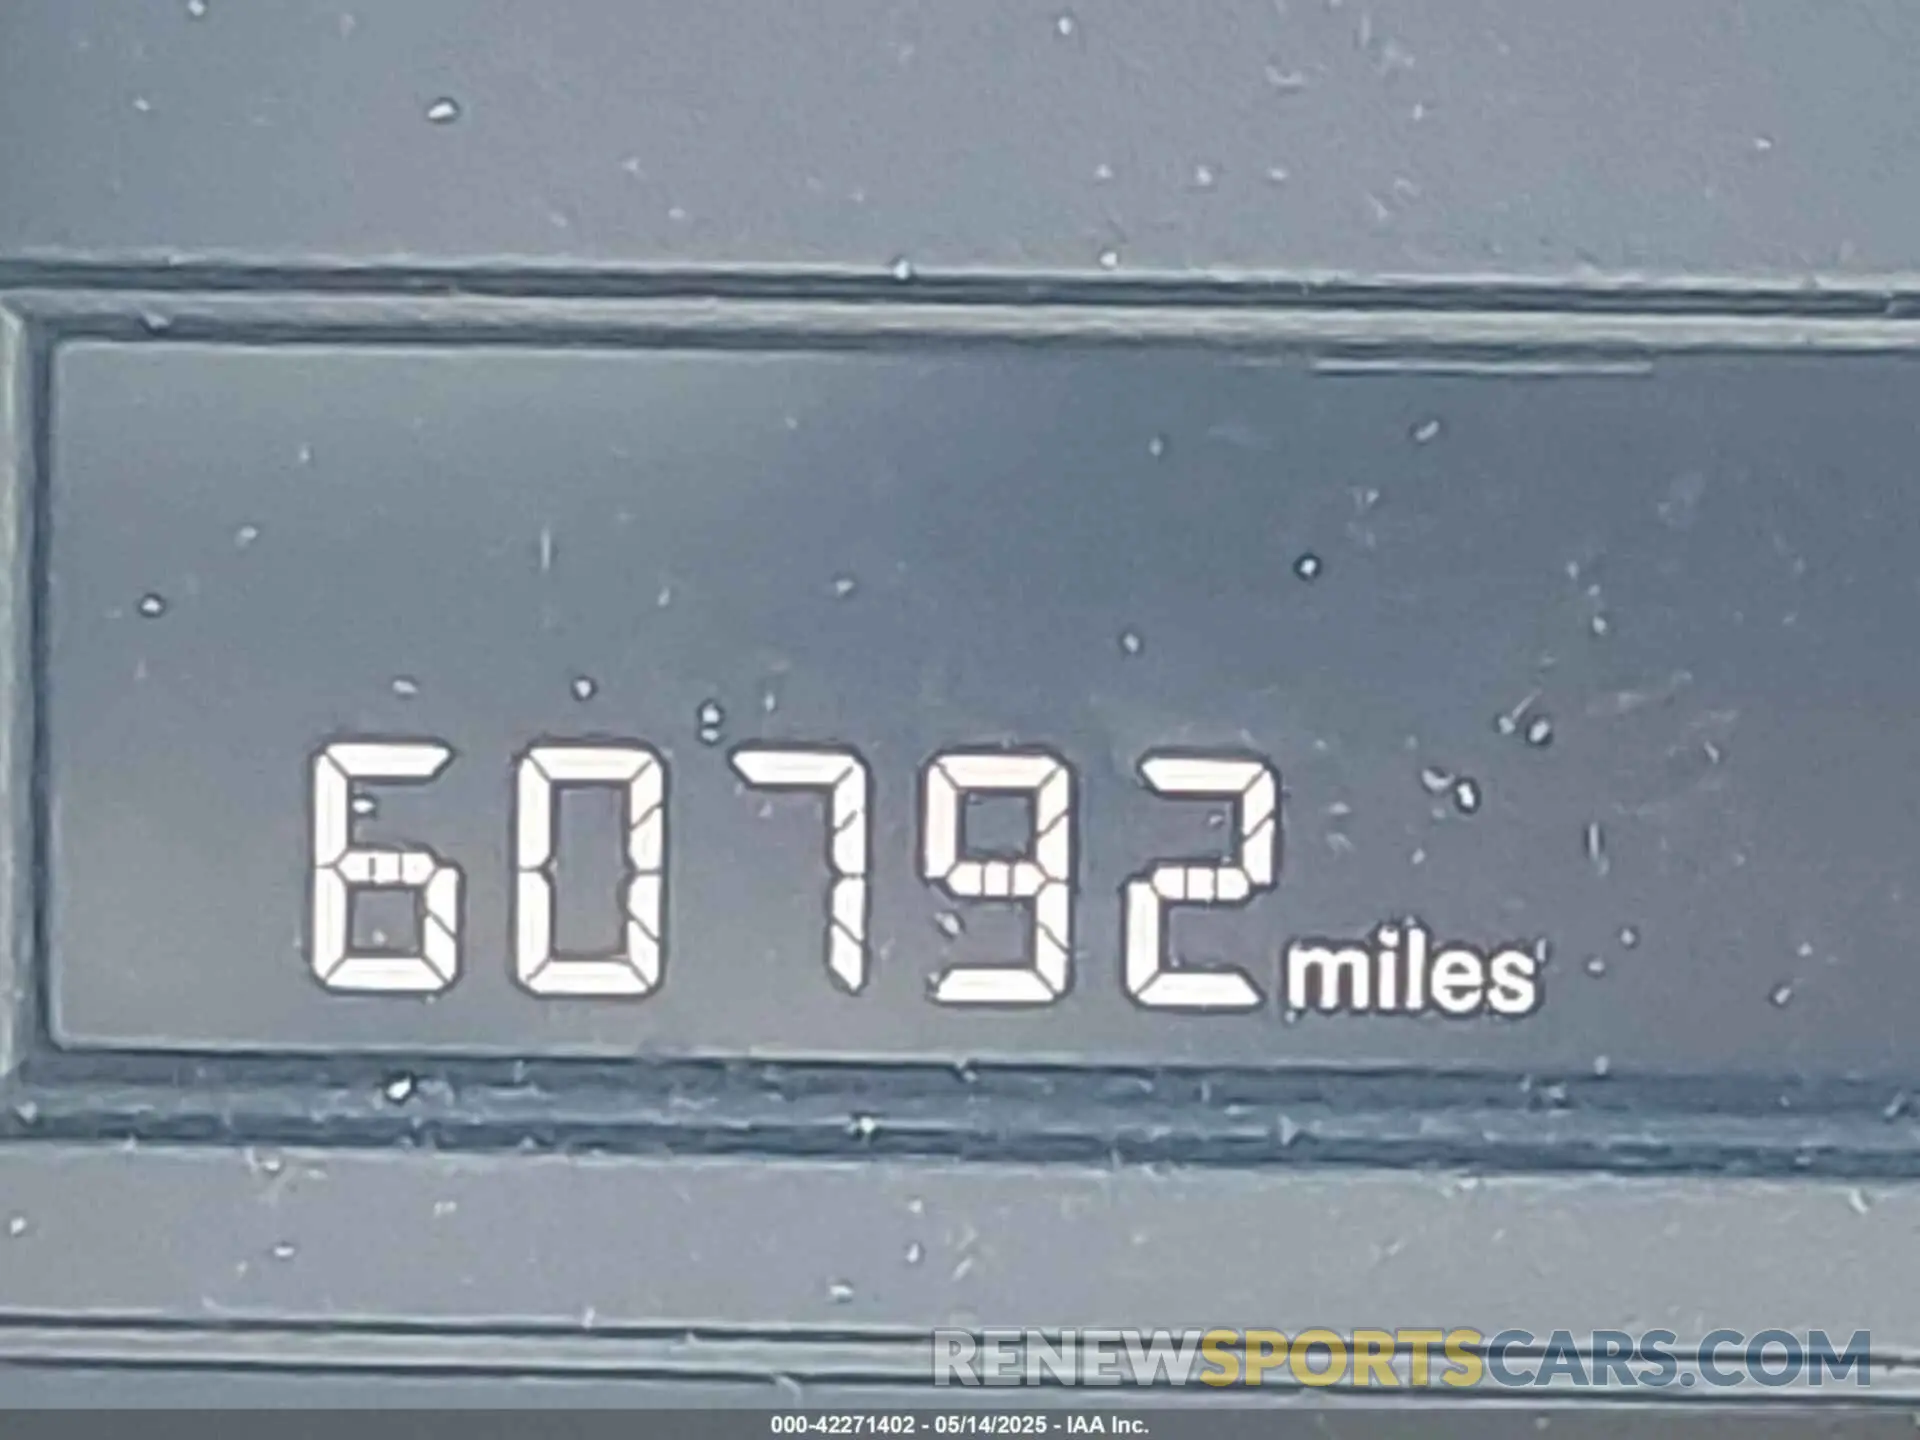 60792 miles
RENEWSPORTSCARS.COM
000-42271402 - 05/14/2025 - IAA Inc.